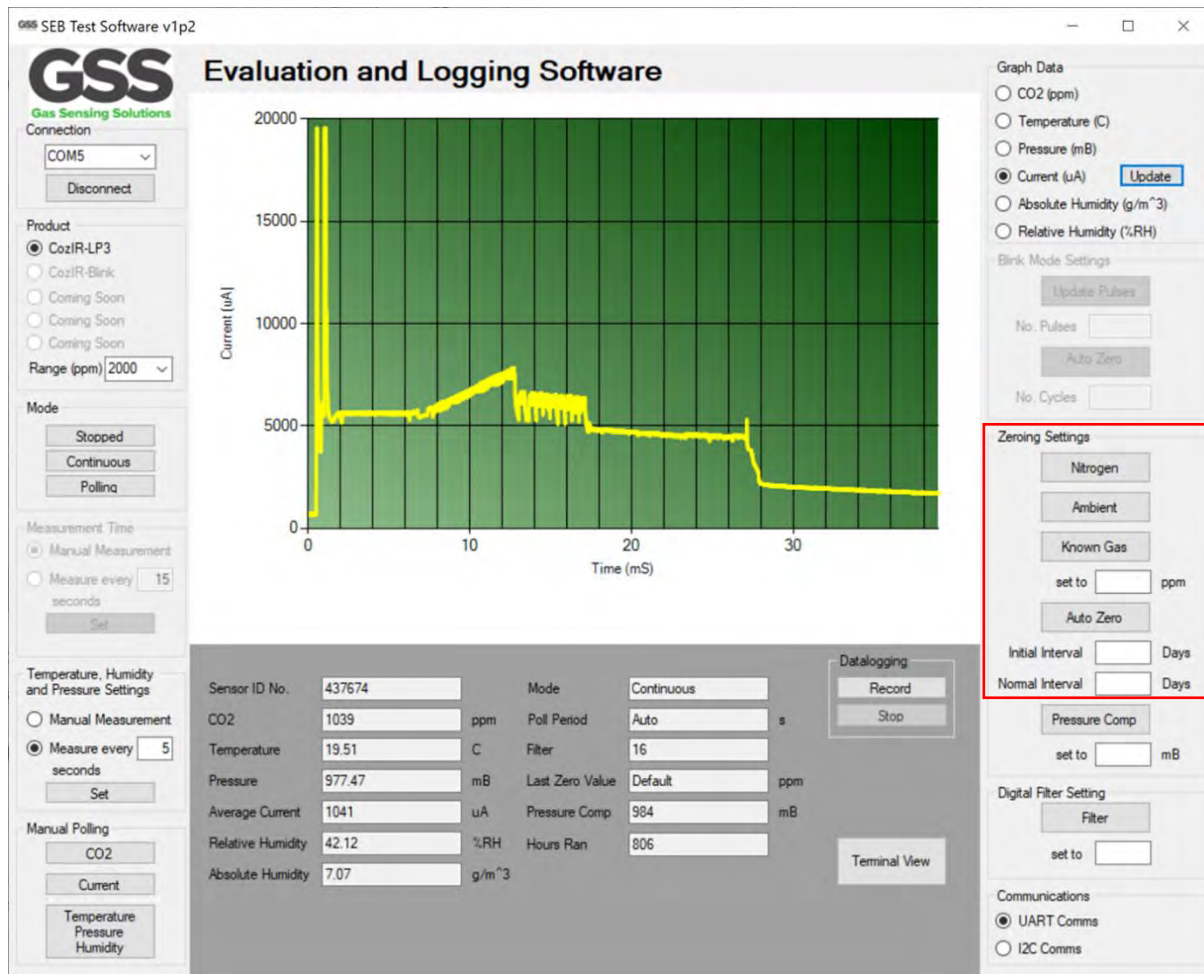 GSS SEB Test Software v1p2
GSS
Gas Sensing Solutions
Evaluation and Logging Software
Connection
COM5
Disconnect
Product
CozIR-LP3
CozIR-Blink
Coming Soon
Coming Soon
Coming Soon
Range (ppm) 2000
Mode
Stopped
Continuous
Polling
Measurement Time
Manual Measurement
Measure every 15
seconds
Set
Temperature, Humidity
and Pressure Settings
Manual Measurement
Measure every 5
seconds
Set
Manual Polling
CO2
Current
Temperature
Pressure
Humidity
20000
15000
10000
5000
0
Current (uA)
0 10 20 30
Time (mS)
Sensor ID No. 437674
CO2 1039 ppm
Temperature 19.51 C
Pressure 977.47 mB
Average Current 1041 uA
Relative Humidity 42.12 %RH
Absolute Humidity 7.07 g/m^3
Mode Continuous
Poll Period Auto s
Filter 16
Last Zero Value Default ppm
Pressure Comp 984 mB
Hours Ran 806
Datalogging
Record
Stop
Terminal View
Graph Data
CO2 (ppm)
Temperature (C)
Pressure (mB)
Current (uA) Update
Absolute Humidity (g/m^3)
Relative Humidity (%RH)
Blink Mode Settings
Update Pulses
No. Pulses
Auto Zero
No. Cycles
Zeroing Settings
Nitrogen
Ambient
Known Gas
set to ppm
Auto Zero
Initial Interval Days
Normal Interval Days
Pressure Comp
set to mB
Digital Filter Setting
Filter
set to
Communications
UART Comms
I2C Comms